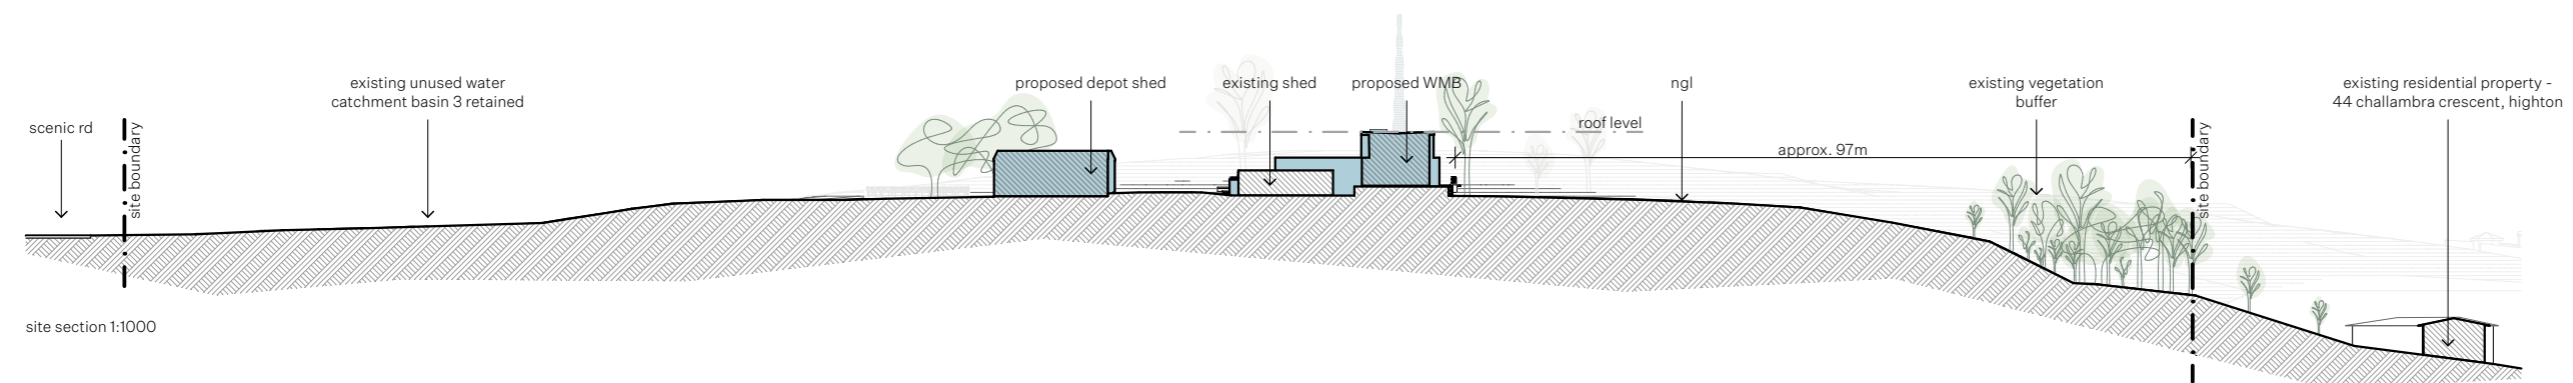 scenic rd
site boundary
existing unused water
catchment basin 3 retained
proposed depot shed
existing shed
proposed WMB
ngl
roof level
approx. 97m
existing vegetation
buffer
site boundary
existing residential property -
44 challambra crescent, highton
site section 1:1000